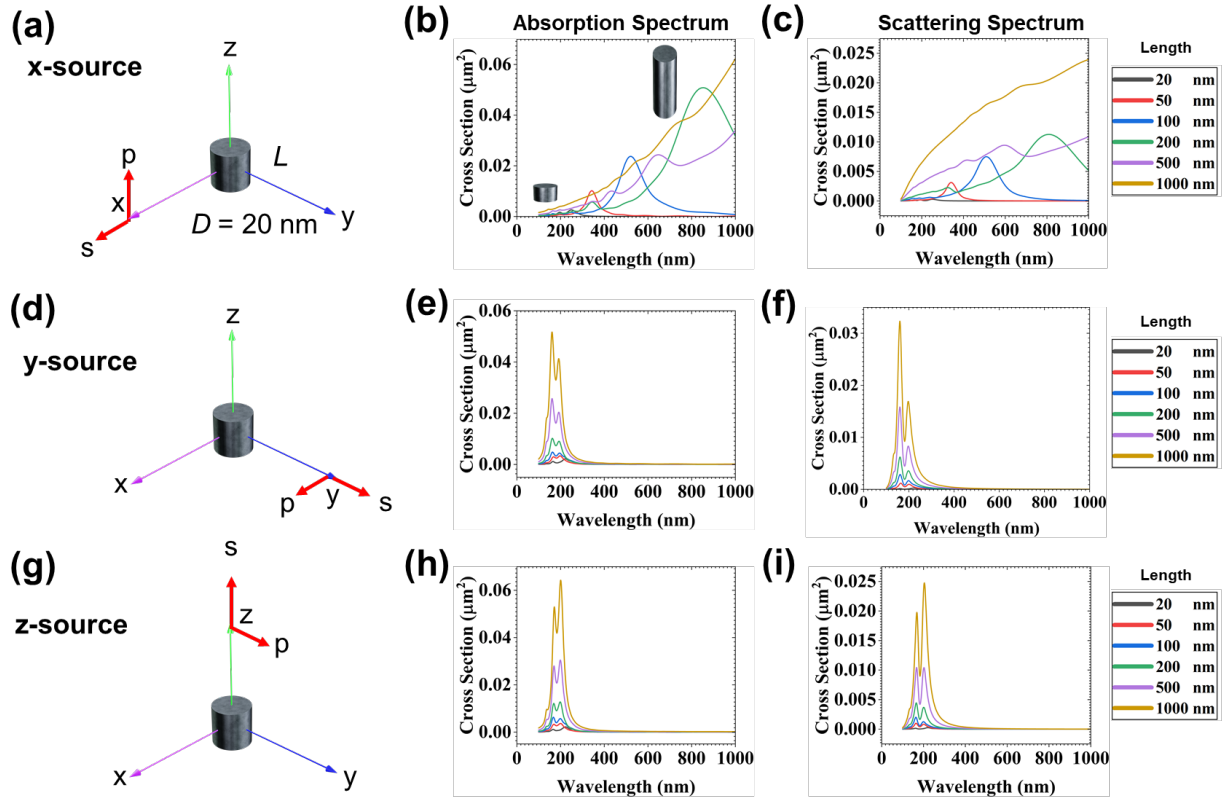 (a)
x-source
z
p
x
s
L
D = 20 nm
y
(b)
Absorption Spectrum
Cross Section (μm²)
0.06
0.04
0.02
0.00
0 200 400 600 800 1000
Wavelength (nm)
(c)
Scattering Spectrum
Cross Section (μm²)
0.025
0.020
0.015
0.010
0.005
0.000
0 200 400 600 800 1000
Wavelength (nm)
Length
20 nm
50 nm
100 nm
200 nm
500 nm
1000 nm
(d)
y-source
z
x
p
y
s
(e)
Cross Section (μm²)
0.06
0.04
0.02
0.00
0 200 400 600 800 1000
Wavelength (nm)
(f)
Cross Section (μm²)
0.03
0.02
0.01
0.00
0 200 400 600 800 1000
Wavelength (nm)
Length
20 nm
50 nm
100 nm
200 nm
500 nm
1000 nm
(g)
z-source
s
z
p
x
y
(h)
Cross Section (μm²)
0.06
0.04
0.02
0.00
0 200 400 600 800 1000
Wavelength (nm)
(i)
Cross Section (μm²)
0.025
0.020
0.015
0.010
0.005
0.000
0 200 400 600 800 1000
Wavelength (nm)
Length
20 nm
50 nm
100 nm
200 nm
500 nm
1000 nm